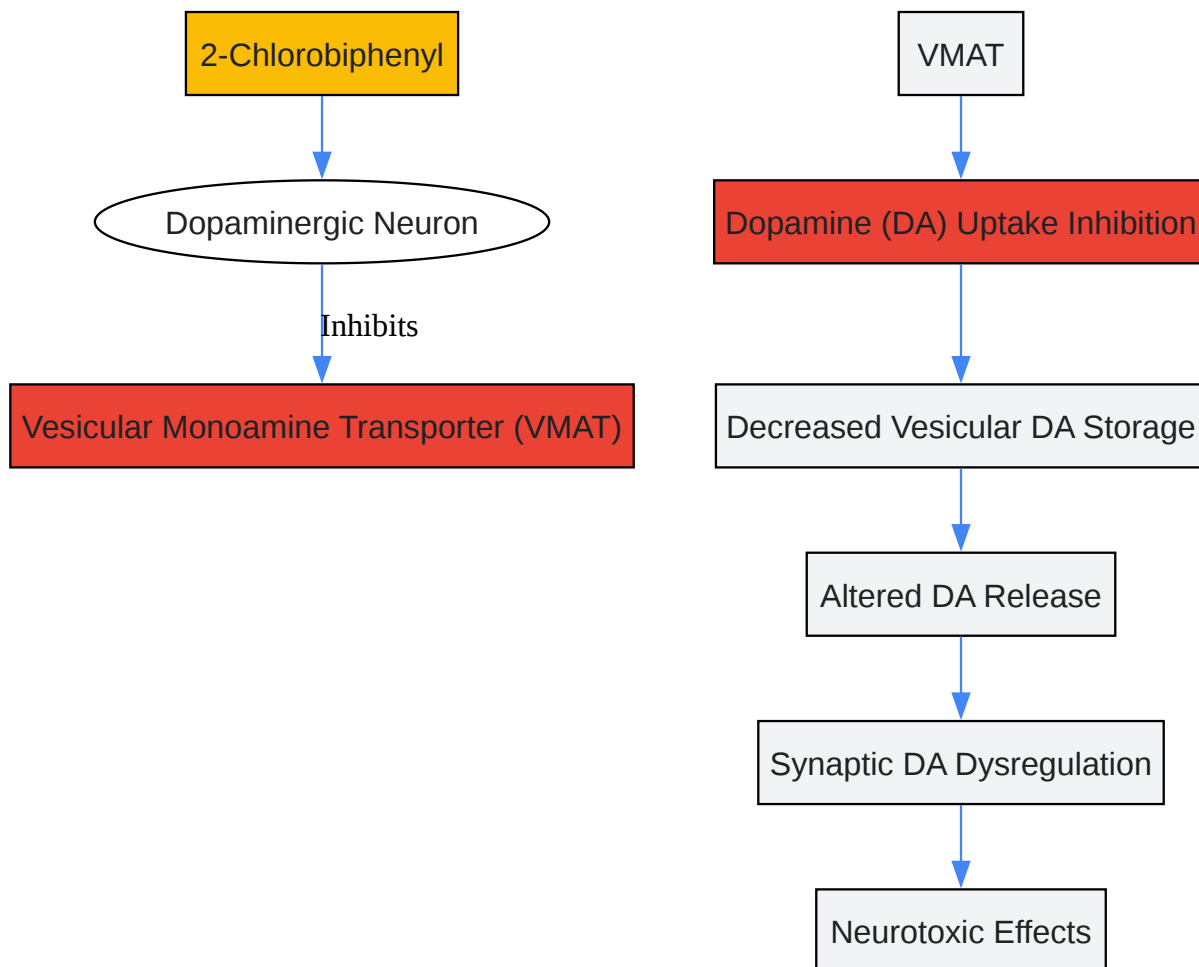 2-Chlorobiphenyl
Dopaminergic Neuron
Inhibits
Vesicular Monoamine Transporter (VMAT)
VMAT
Dopamine (DA) Uptake Inhibition
Decreased Vesicular DA Storage
Altered DA Release
Synaptic DA Dysregulation
Neurotoxic Effects